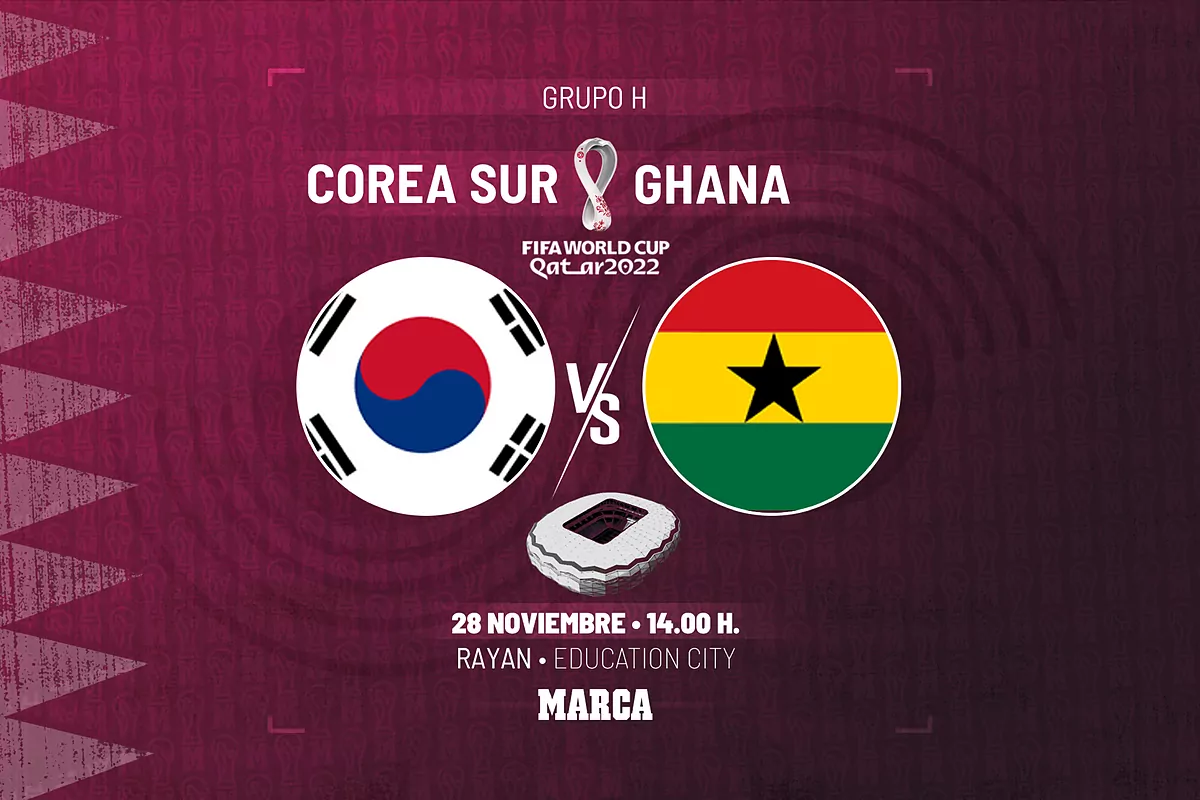 GRUPO H
COREA SUR GHANA
FIFA WORLD CUP
Qatar2022
VS
28 NOVIEMBRE • 14.00 H.
RAYAN • EDUCATION CITY
MARCA